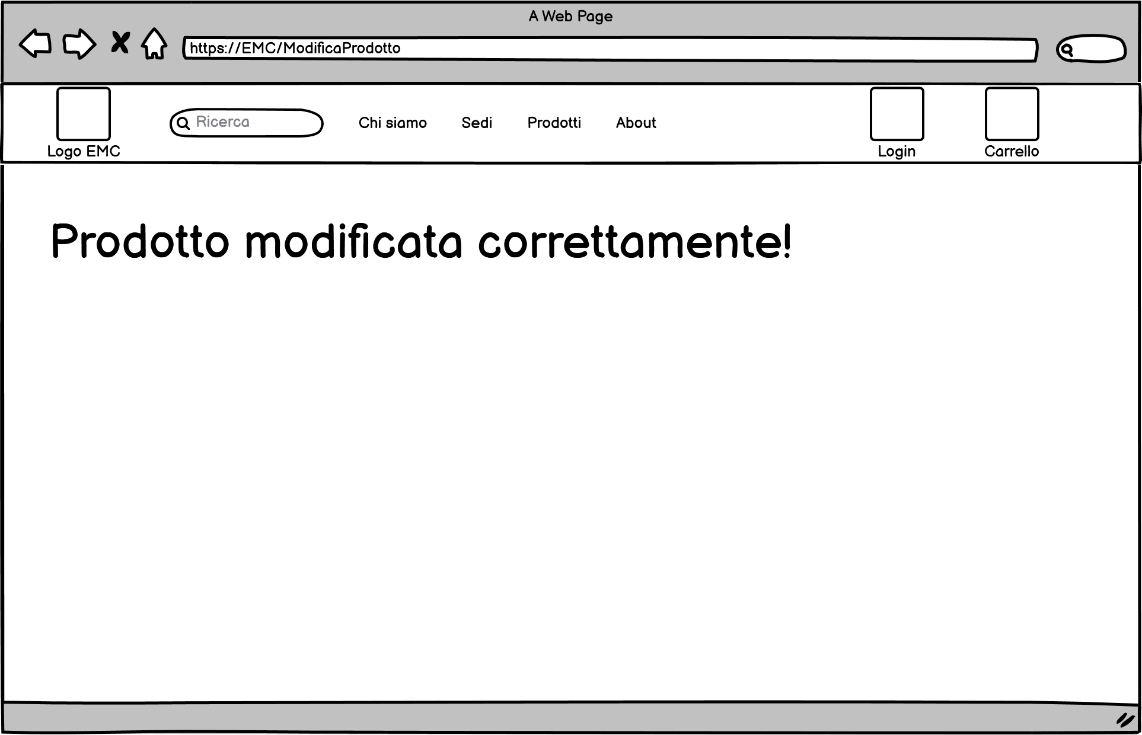 A Web Page
https://EMC/ModificaProdotto
Ricerca
Chi siamo
Sedi
Prodotti
About
Logo EMC
Login
Carrello
Prodotto modificata correttamente!